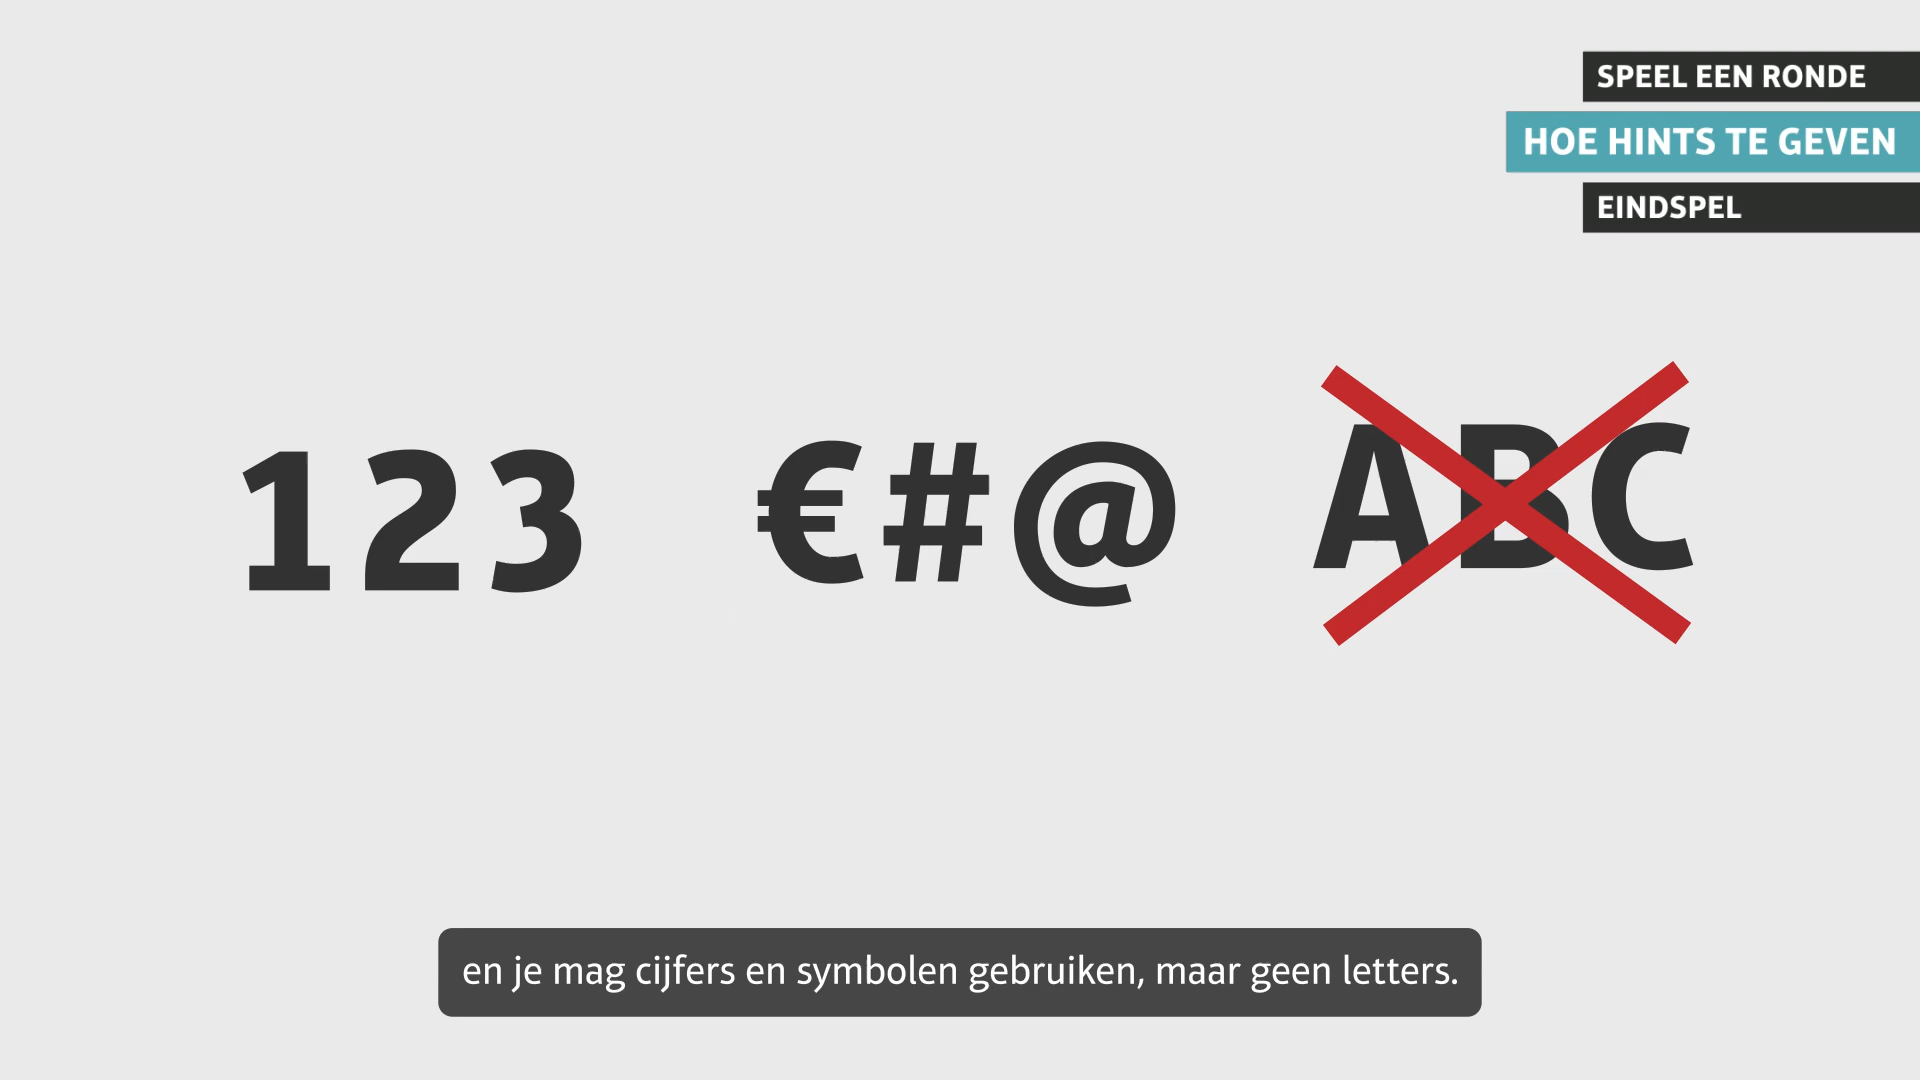 SPEEL EEN RONDE
HOE HINTS TE GEVEN
EINDSPEL
123 €#@ ABC
en je mag cijfers en symbolen gebruiken, maar geen letters.